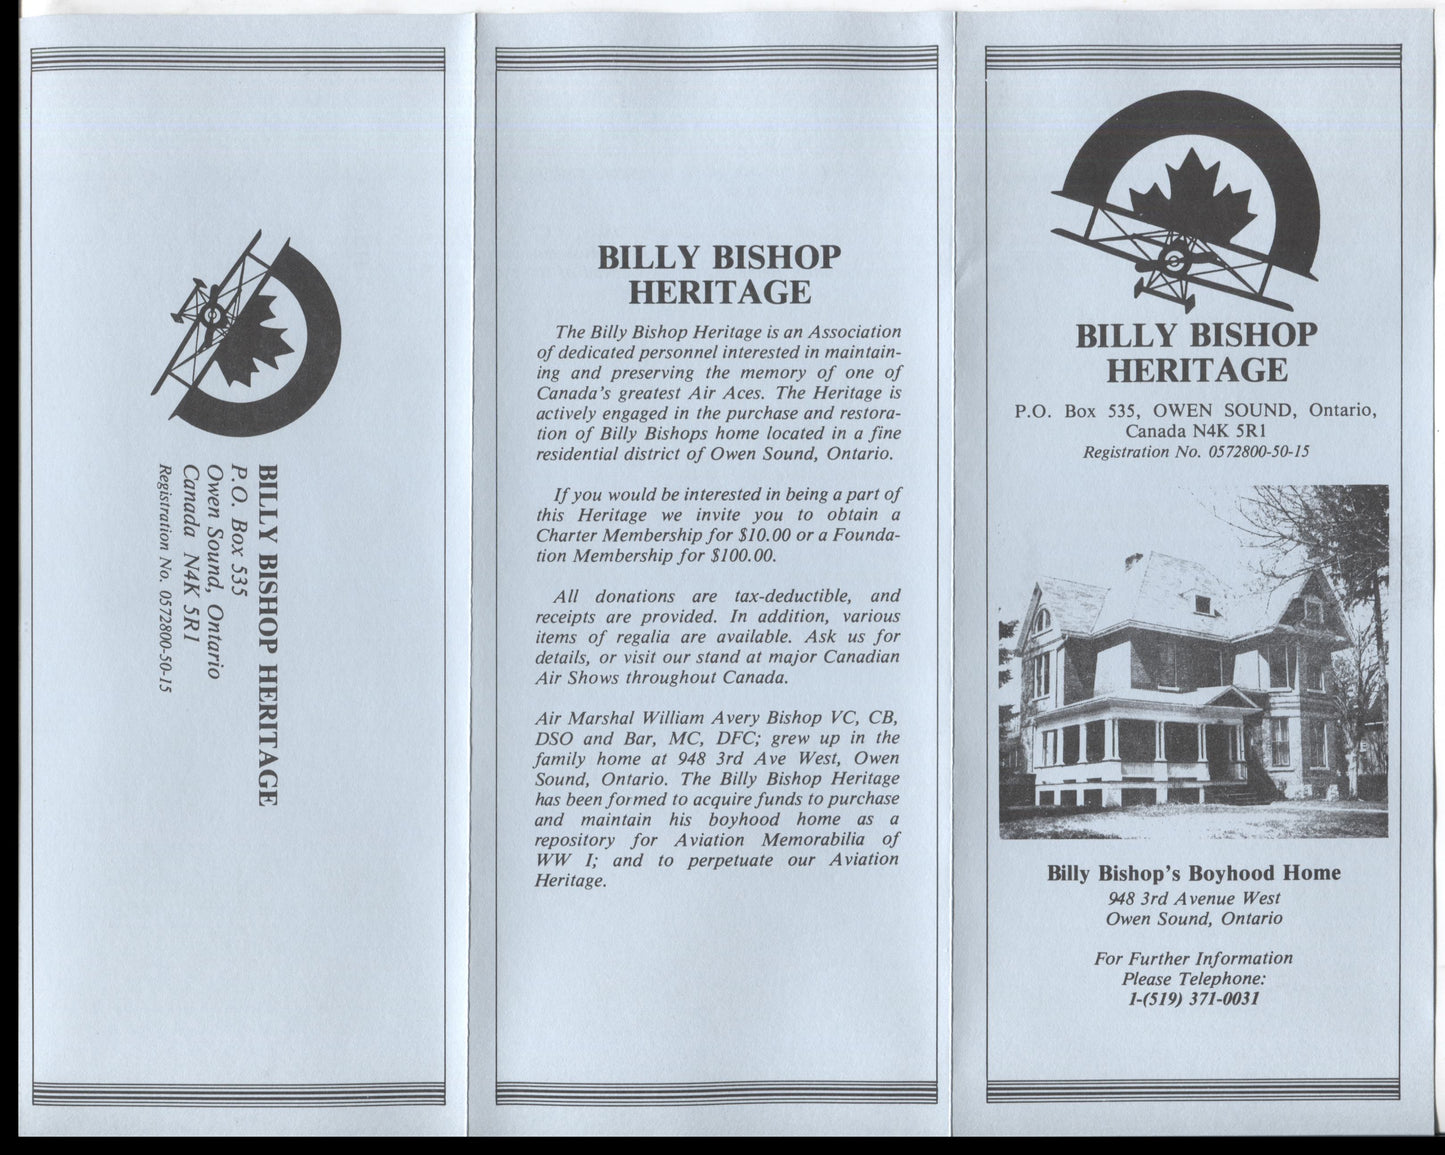 BILLY BISHOP HERITAGE
P.O. Box 535
Owen Sound, Ontario
Canada N4K 5R1
Registration No. 0572800-50-15
BILLY BISHOP
HERITAGE
The Billy Bishop Heritage is an Association
of dedicated personnel interested in maintain-
ing and preserving the memory of one of
Canada's greatest Air Aces. The Heritage is
actively engaged in the purchase and restora-
tion of Billy Bishops home located in a fine
residential district of Owen Sound, Ontario.
If you would be interested in being a part of
this Heritage we invite you to obtain a
Charter Membership for $10.00 or a Founda-
tion Membership for $100.00.
All donations are tax-deductible, and
receipts are provided. In addition, various
items of regalia are available. Ask us for
details, or visit our stand at major Canadian
Air Shows throughout Canada.
Air Marshal William Avery Bishop VC, CB,
DSO and Bar, MC, DFC; grew up in the
family home at 948 3rd Ave West, Owen
Sound, Ontario. The Billy Bishop Heritage
has been formed to acquire funds to purchase
and maintain his boyhood home as a
repository for Aviation Memorabilia of
WW I; and to perpetuate our Aviation
Heritage.
BILLY BISHOP
HERITAGE
P.O. Box 535, OWEN SOUND, Ontario,
Canada N4K 5R1
Registration No. 0572800-50-15
Billy Bishop's Boyhood Home
948 3rd Avenue West
Owen Sound, Ontario
For Further Information
Please Telephone:
1-(519) 371-0031